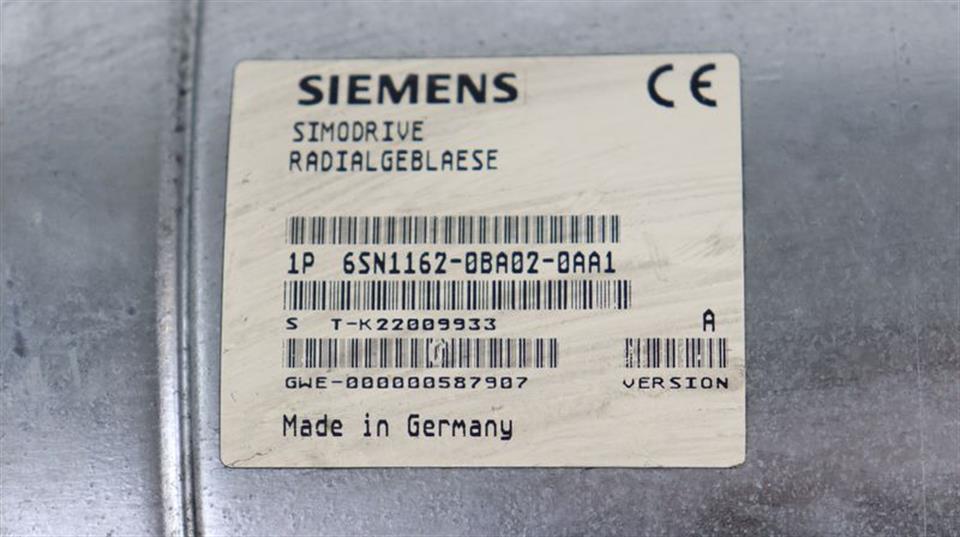 SIEMENS CE
SIMODRIVE
RADIALGEBLAESE
1P 6SN1162-0BA02-0AA1
S T-K22009933 A
GWE-000000587907 VERSION
Made in Germany